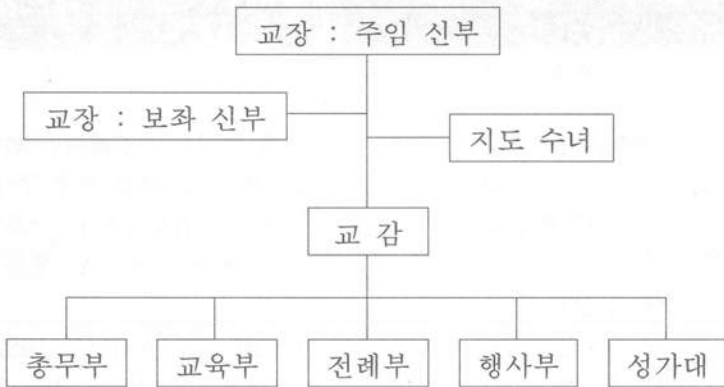 교장 : 주임 신부
교장 : 보좌 신부
지도 수녀
교 감
총무부 교육부 전례부 행사부 성가대